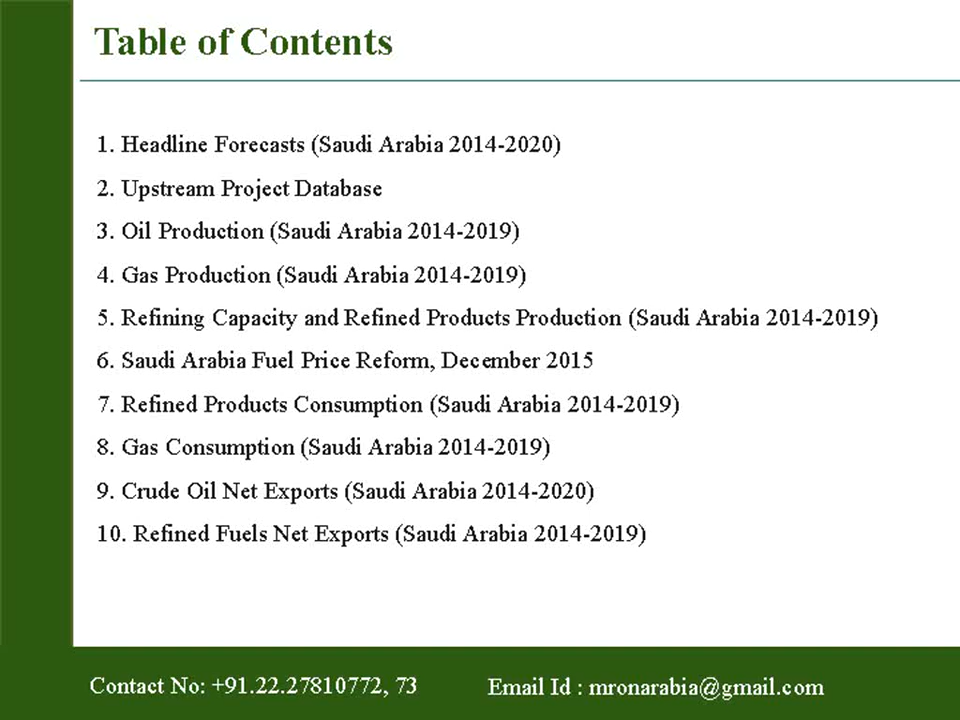 Table of Contents
1. Headline Forecasts (Saudi Arabia 2014-2020)
2. Upstream Project Database
3. Oil Production (Saudi Arabia 2014-2019)
4. Gas Production (Saudi Arabia 2014-2019)
5. Refining Capacity and Refined Products Production (Saudi Arabia 2014-2019)
6. Saudi Arabia Fuel Price Reform, December 2015
7. Refined Products Consumption (Saudi Arabia 2014-2019)
8. Gas Consumption (Saudi Arabia 2014-2019)
9. Crude Oil Net Exports (Saudi Arabia 2014-2020)
10. Refined Fuels Net Exports (Saudi Arabia 2014-2019)
Contact No: +91.22.27810772, 73 Email Id : mronarabia@gmail.com